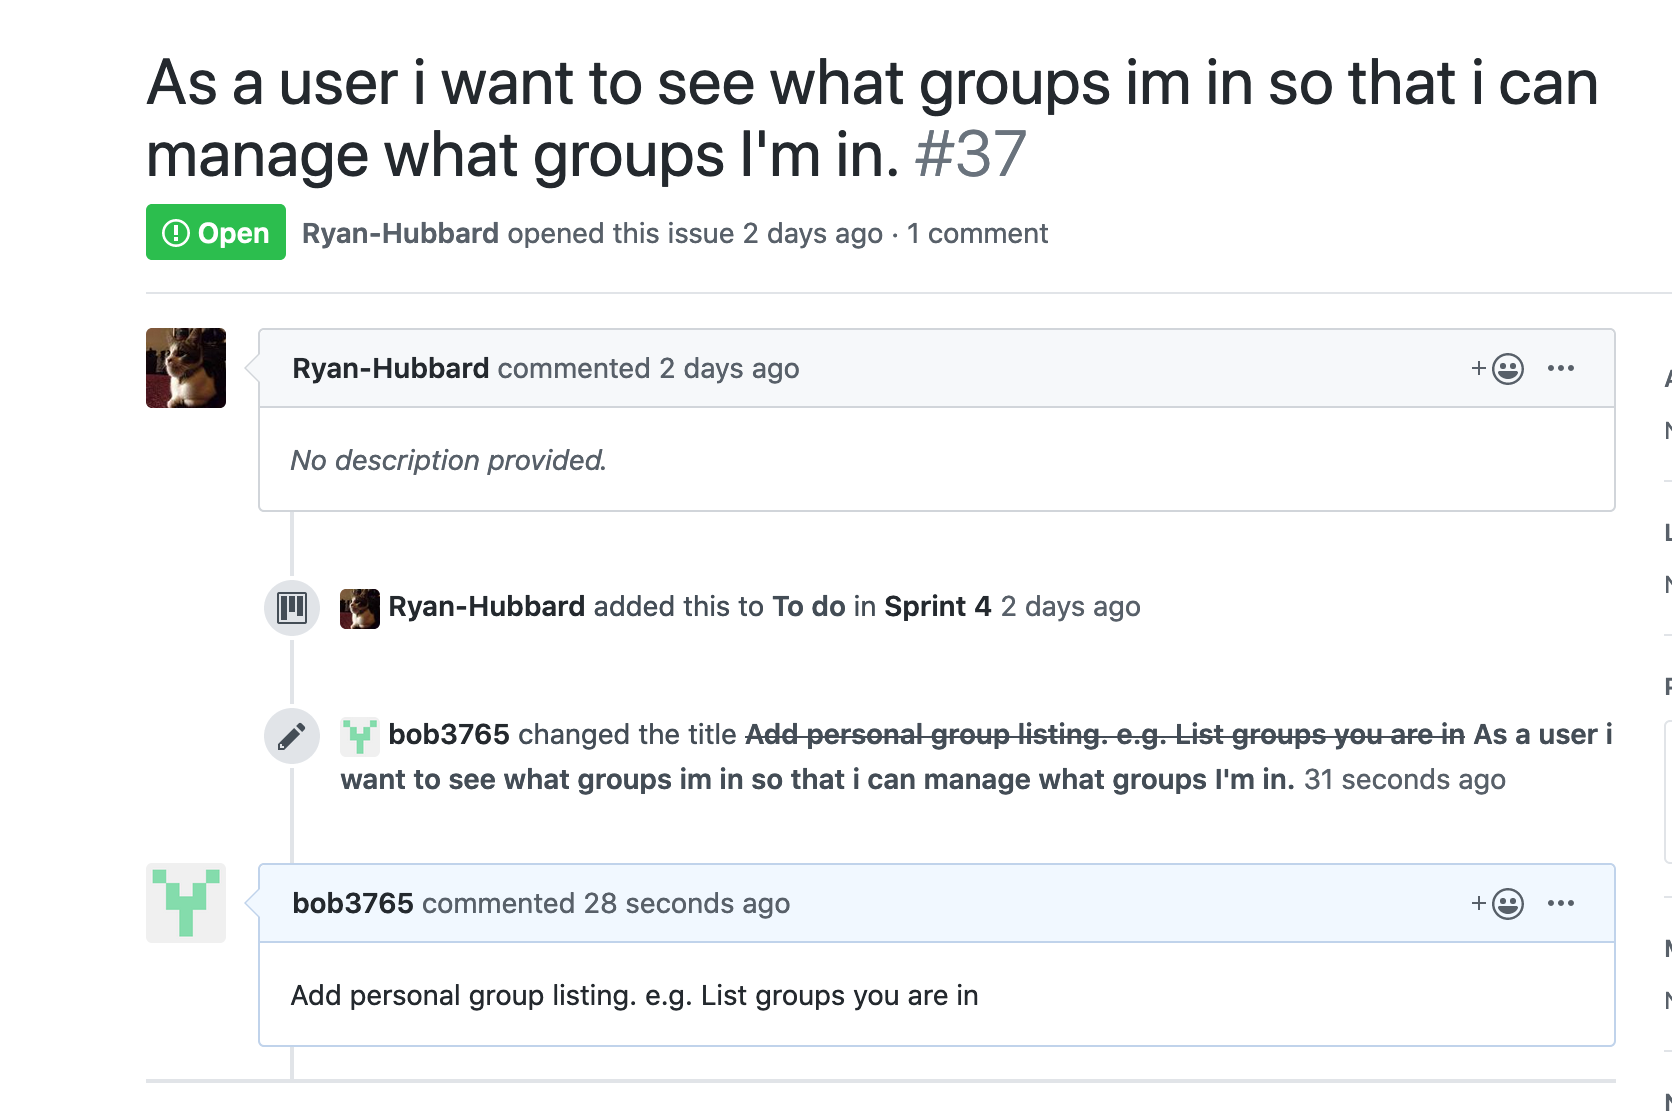 As a user i want to see what groups im in so that i can
manage what groups I'm in. #37
Open Ryan-Hubbard opened this issue 2 days ago · 1 comment
Ryan-Hubbard commented 2 days ago
No description provided.
Ryan-Hubbard added this to To do in Sprint 4 2 days ago
bob3765 changed the title Add personal group listing. e.g. List groups you are in As a user i
want to see what groups im in so that i can manage what groups I'm in. 31 seconds ago
bob3765 commented 28 seconds ago
Add personal group listing. e.g. List groups you are in